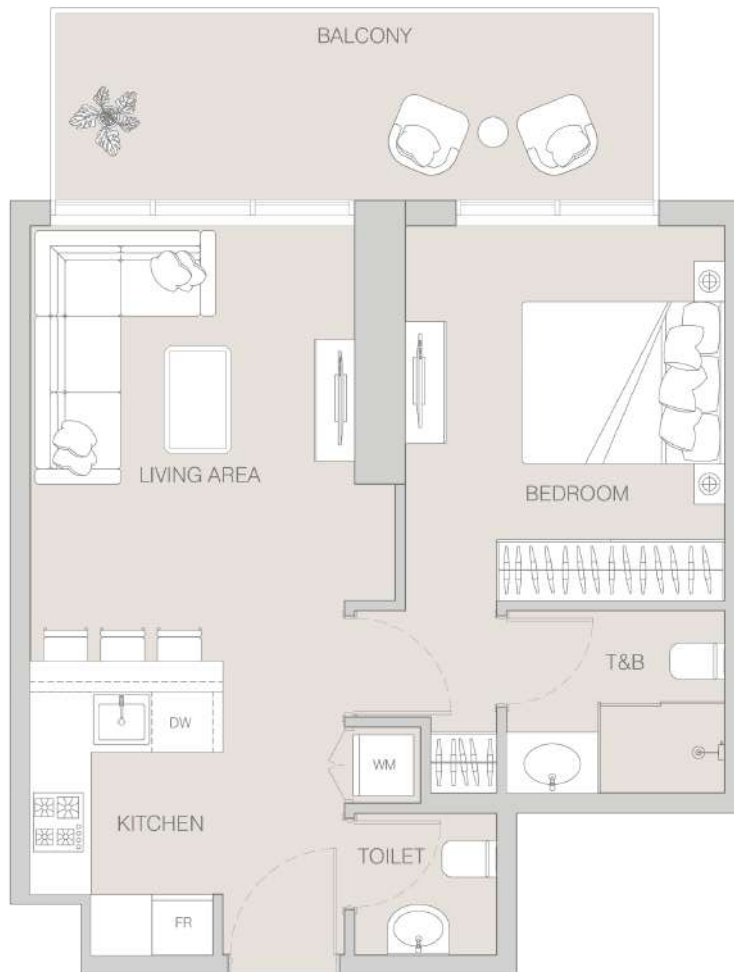 BALCONY
LIVING AREA
BEDROOM
T&B
DW
WM
KITCHEN
TOILET
FR